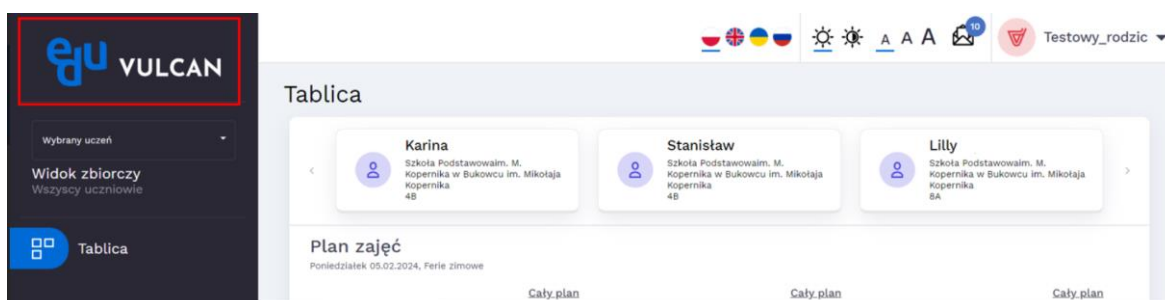 edu VULCAN
Wybrany uczeń
Widok zbiorczy
Wszyscy uczniowie
Tablica
A A A
10
Testowy_rodzic
Tablica
Karina
Szkoła Podstawowaim. M.
Kopernika w Bukowcu im. Mikołaja
Kopernika
4B
Stanisław
Szkoła Podstawowaim. M.
Kopernika w Bukowcu im. Mikołaja
Kopernika
4B
Lilly
Szkoła Podstawowaim. M.
Kopernika w Bukowcu im. Mikołaja
Kopernika
8A
Plan zajęć
Poniedziałek 05.02.2024, Ferie zimowe
Cały plan
Cały plan
Cały plan